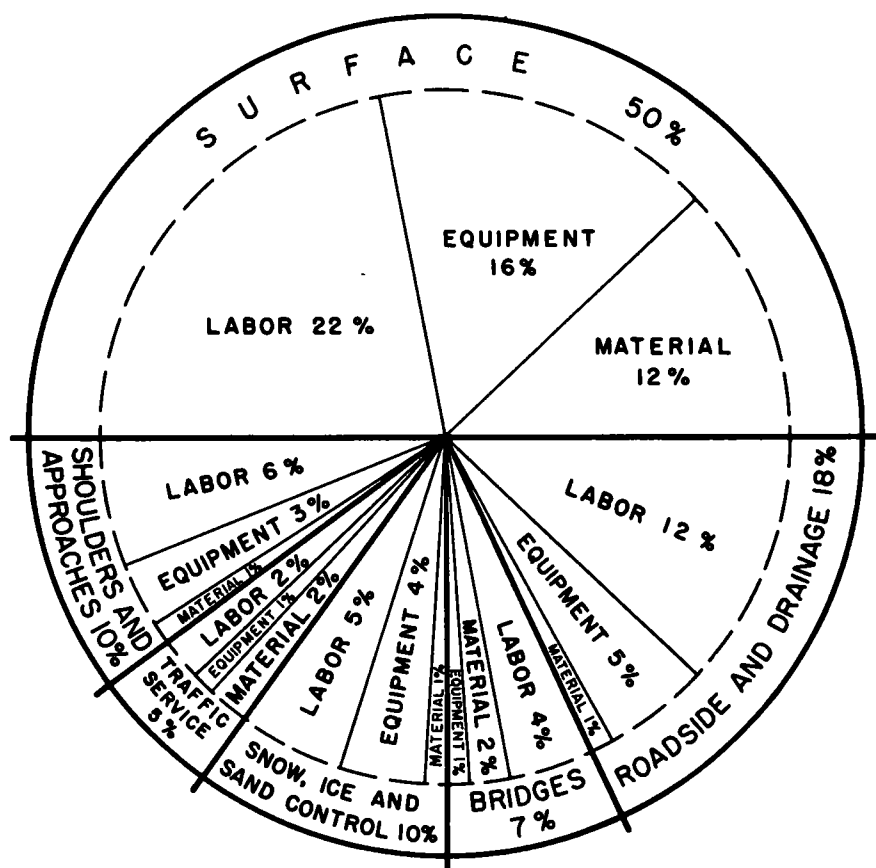 SURFACE 50%
EQUIPMENT
16%
LABOR 22%
MATERIAL
12%
SHOULDERS AND
APPROACHES 10%
LABOR 6%
EQUIPMENT 3%
MATERIAL 1%
TRAFFIC
SERVICE
5%
LABOR 2%
EQUIPMENT 1%
MATERIAL 2%
SNOW, ICE AND
SAND CONTROL 10%
LABOR 5%
EQUIPMENT 4%
MATERIAL 1%
BRIDGES
7%
EQUIPMENT 1%
MATERIAL 2%
LABOR 4%
ROADSIDE AND DRAINAGE 18%
MATERIAL 1%
EQUIPMENT 5%
LABOR 12%